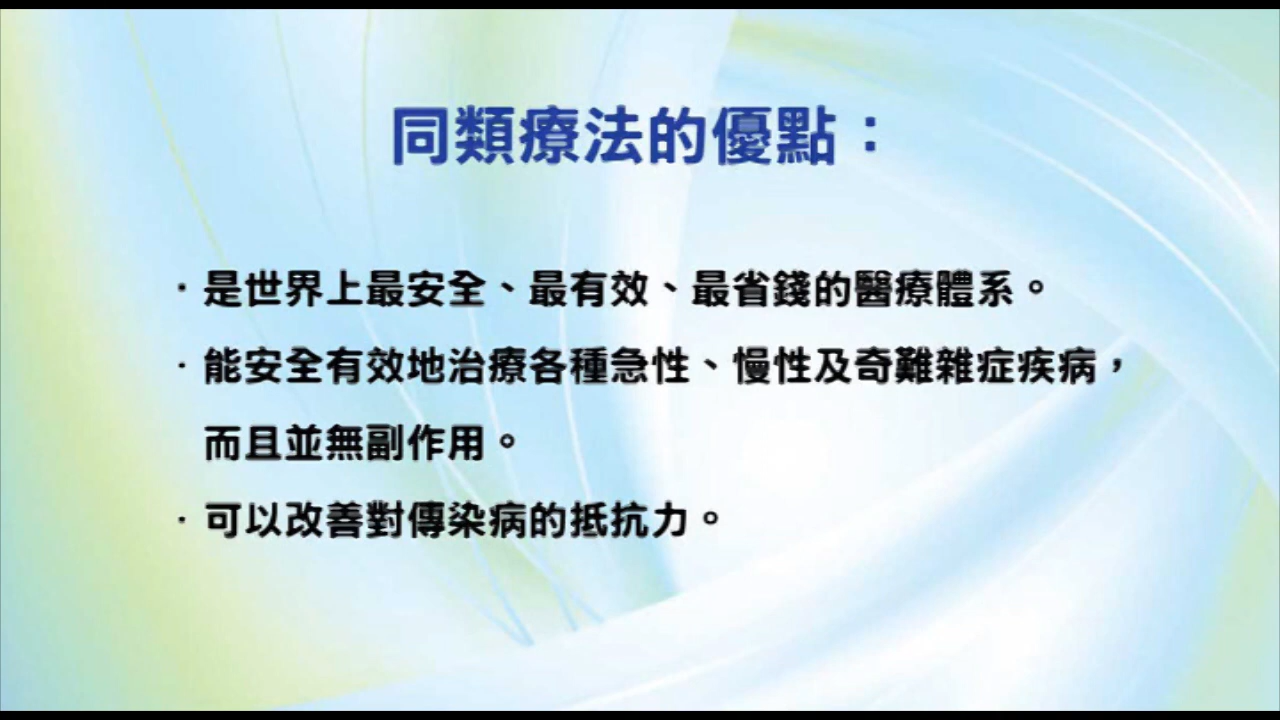 同類療法的優點：
·是世界上最安全、最有效、最省錢的醫療體系。
·能安全有效地治療各種急性、慢性及奇難雜症疾病，
而且並無副作用。
·可以改善對傳染病的抵抗力。